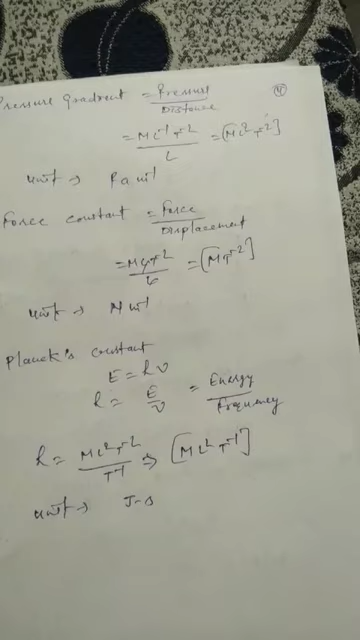 Pressure gradient = Pressure / Distance
④
= ML⁻¹T⁻² / L = [ML⁻²T⁻²]
unit → Pa m⁻¹
Force constant = Force / Displacement
= MLT⁻² / L = [MT⁻²]
unit → N m⁻¹
Planck's constant
E = hν
h = E / ν = Energy / Frequency
h = ML²T⁻² / T⁻¹ ⇒ [ML²T⁻¹]
unit → J-s